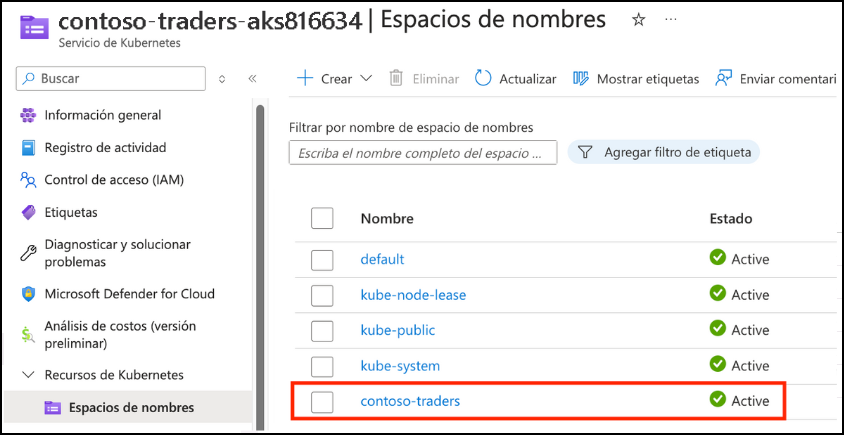 contoso-traders-aks816634 | Espacios de nombres
Servicio de Kubernetes
Buscar
Crear Eliminar Actualizar Mostrar etiquetas Enviar comentari
Información general
Registro de actividad
Control de acceso (IAM)
Etiquetas
Diagnosticar y solucionar
problemas
Microsoft Defender for Cloud
Análisis de costos (versión
preliminar)
Recursos de Kubernetes
Espacios de nombres
Filtrar por nombre de espacio de nombres
Escriba el nombre completo del espacio ...
Agregar filtro de etiqueta
Nombre Estado
default Active
kube-node-lease Active
kube-public Active
kube-system Active
contoso-traders Active